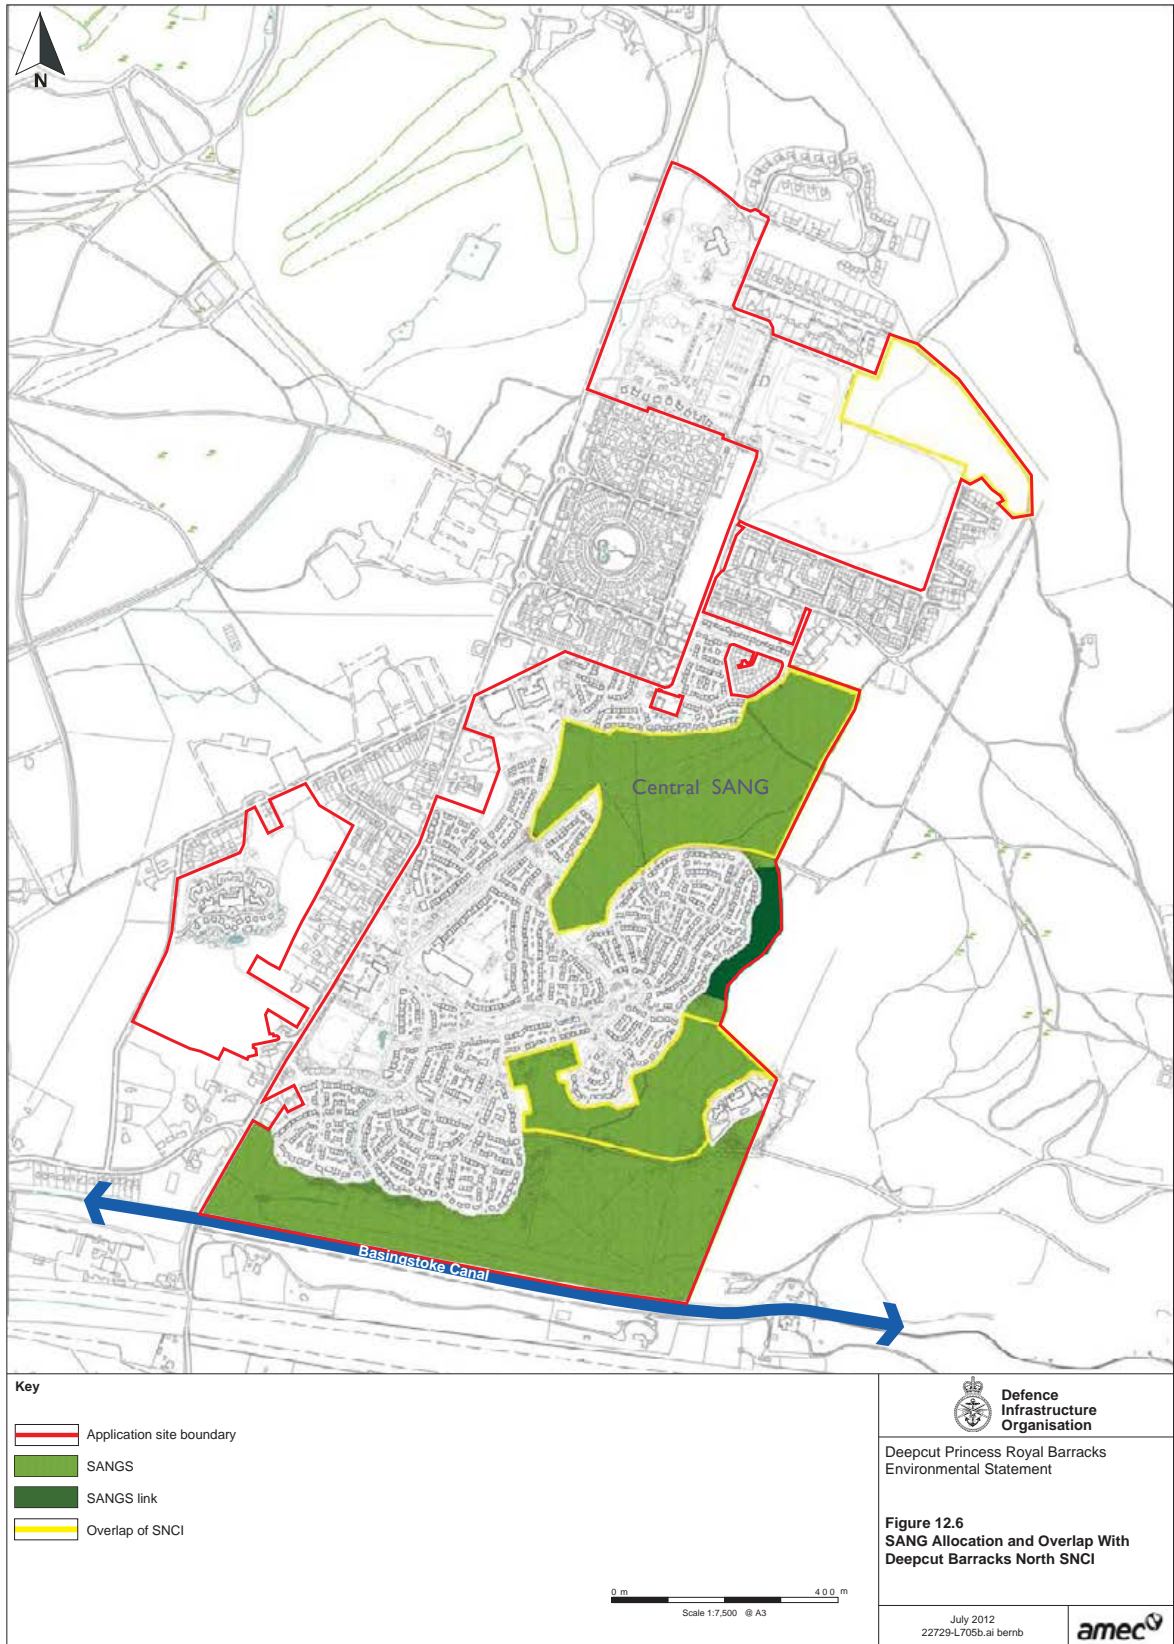 N
Central SANG
Basingstoke Canal
Key
Application site boundary
SANGS
SANGS link
Overlap of SNCI
0 m
400 m
Scale 1:7,500 @ A3
Defence
Infrastructure
Organisation
Deepcut Princess Royal Barracks
Environmental Statement
Figure 12.6
SANG Allocation and Overlap With
Deepcut Barracks North SNCI
July 2012
22729-L705b.ai bernb
amec